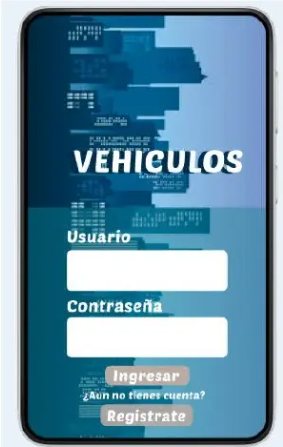 VEHICULOS
Usuario
Contraseña
Ingresar
¿Aun no tienes cuenta?
Registrate